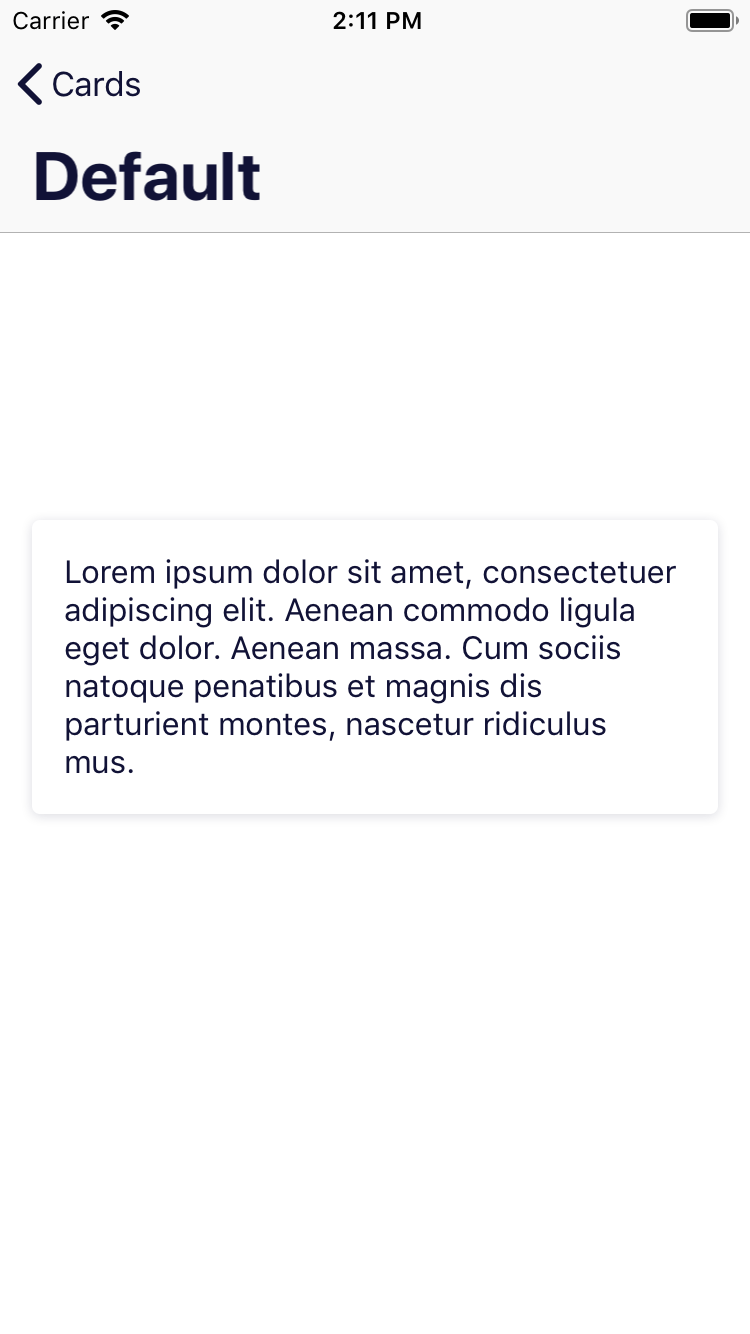 Carrier
2:11 PM
Cards
Default
Lorem ipsum dolor sit amet, consectetuer
adipiscing elit. Aenean commodo ligula
eget dolor. Aenean massa. Cum sociis
natoque penatibus et magnis dis
parturient montes, nascetur ridiculus
mus.